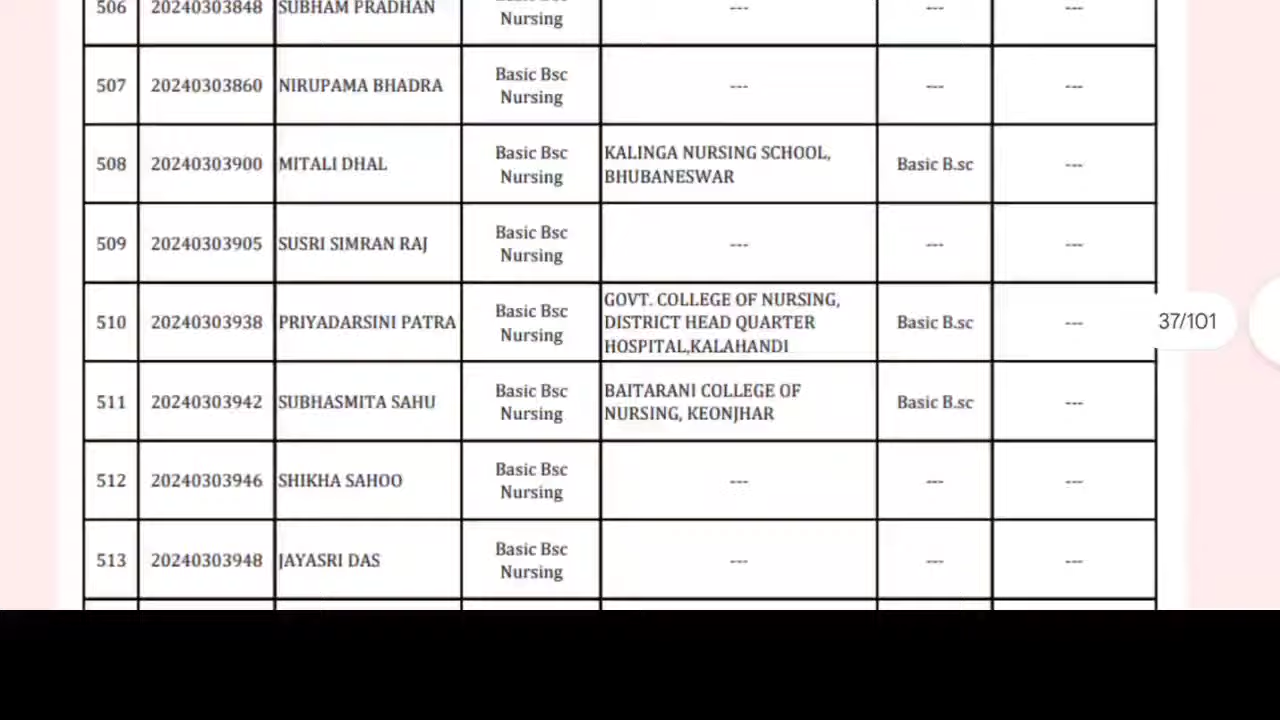 506 20240303848 SUBHAM PRADHAN Nursing --- --- ---
507 20240303860 NIRUPAMA BHADRA Basic Bsc Nursing --- --- ---
508 20240303900 MITALI DHAL Basic Bsc Nursing KALINGA NURSING SCHOOL, BHUBANESWAR Basic B.sc ---
509 20240303905 SUSRI SIMRAN RAJ Basic Bsc Nursing --- --- ---
510 20240303938 PRIYADARSINI PATRA Basic Bsc Nursing GOVT. COLLEGE OF NURSING, DISTRICT HEAD QUARTER HOSPITAL,KALAHANDI Basic B.sc ---
37/101
511 20240303942 SUBHASMITA SAHU Basic Bsc Nursing BAITARANI COLLEGE OF NURSING, KEONJHAR Basic B.sc ---
512 20240303946 SHIKHA SAHOO Basic Bsc Nursing --- --- ---
513 20240303948 JAYASRI DAS Basic Bsc Nursing --- --- ---